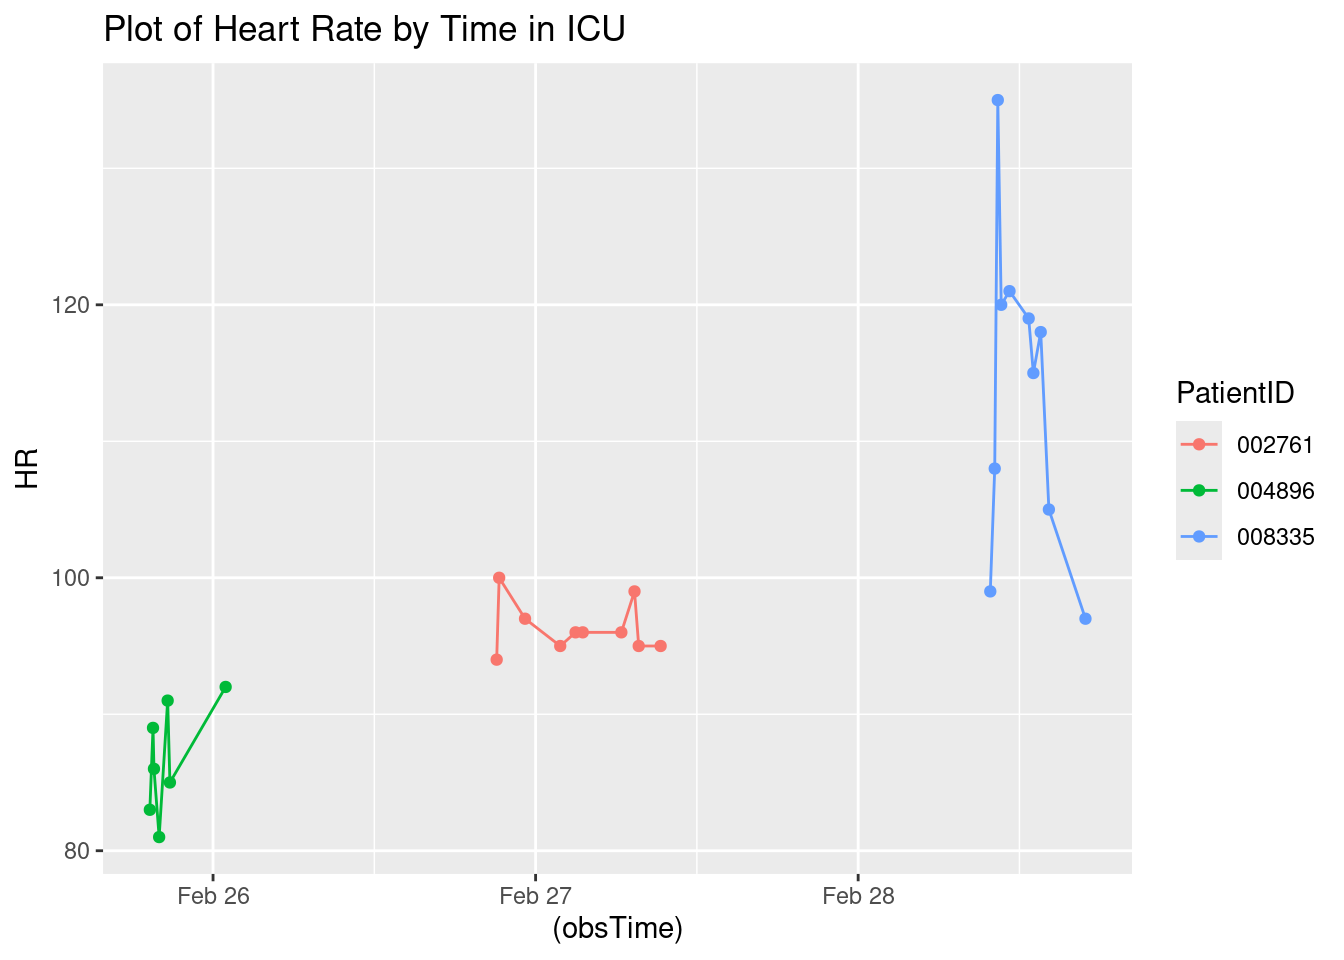 Plot of Heart Rate by Time in ICU
HR
120
100
80
Feb 26
Feb 27
Feb 28
(obsTime)
PatientID
002761
004896
008335